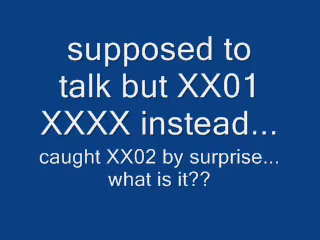 supposed to
talk but XX01
XXXX instead...
caught XX02 by surprise...
what is it??